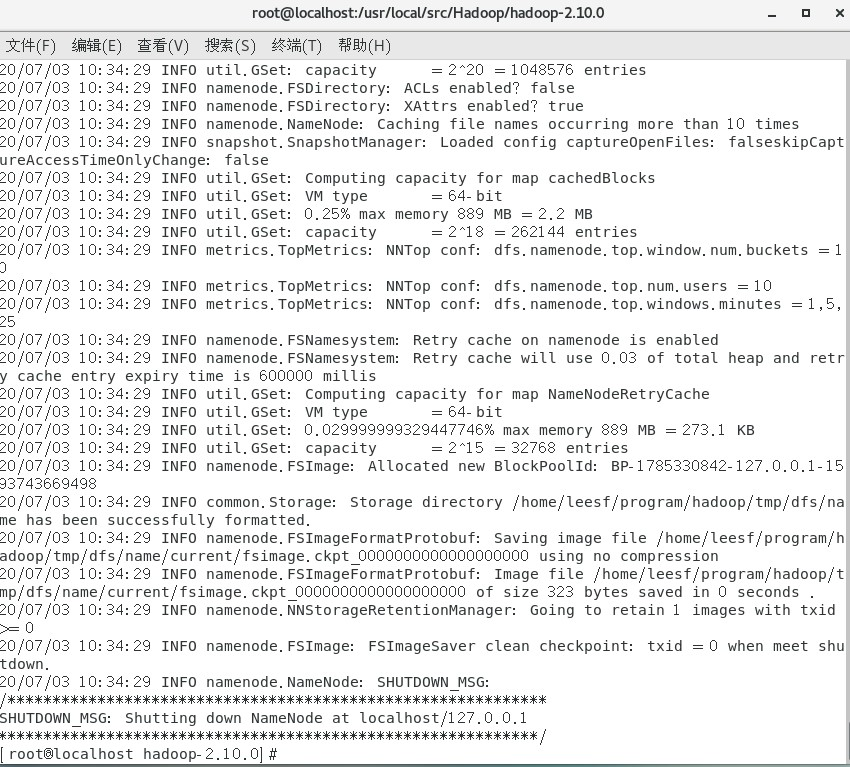 root@localhost:/usr/local/src/Hadoop/hadoop-2.10.0
文件(F) 编辑(E) 查看(V) 搜索(S) 终端(T) 帮助(H)
20/07/03 10:34:29 INFO util.GSet: capacity      = 2^20 = 1048576 entries
20/07/03 10:34:29 INFO namenode.FSDirectory: ACLs enabled? false
20/07/03 10:34:29 INFO namenode.FSDirectory: XAttrs enabled? true
20/07/03 10:34:29 INFO namenode.NameNode: Caching file names occurring more than 10 times
20/07/03 10:34:29 INFO snapshot.SnapshotManager: Loaded config captureOpenFiles: falseskipCapt
ureAccessTimeOnlyChange: false
20/07/03 10:34:29 INFO util.GSet: Computing capacity for map cachedBlocks
20/07/03 10:34:29 INFO util.GSet: VM type       = 64-bit
20/07/03 10:34:29 INFO util.GSet: 0.25% max memory 889 MB = 2.2 MB
20/07/03 10:34:29 INFO util.GSet: capacity      = 2^18 = 262144 entries
20/07/03 10:34:29 INFO metrics.TopMetrics: NNTop conf: dfs.namenode.top.window.num.buckets = 1
0
20/07/03 10:34:29 INFO metrics.TopMetrics: NNTop conf: dfs.namenode.top.num.users = 10
20/07/03 10:34:29 INFO metrics.TopMetrics: NNTop conf: dfs.namenode.top.windows.minutes = 1,5,
25
20/07/03 10:34:29 INFO namenode.FSNamesystem: Retry cache on namenode is enabled
20/07/03 10:34:29 INFO namenode.FSNamesystem: Retry cache will use 0.03 of total heap and retr
y cache entry expiry time is 600000 millis
20/07/03 10:34:29 INFO util.GSet: Computing capacity for map NameNodeRetryCache
20/07/03 10:34:29 INFO util.GSet: VM type       = 64-bit
20/07/03 10:34:29 INFO util.GSet: 0.029999999329447746% max memory 889 MB = 273.1 KB
20/07/03 10:34:29 INFO util.GSet: capacity      = 2^15 = 32768 entries
20/07/03 10:34:29 INFO namenode.FSImage: Allocated new BlockPoolId: BP-1785330842-127.0.0.1-15
93743669498
20/07/03 10:34:29 INFO common.Storage: Storage directory /home/leesf/program/hadoop/tmp/dfs/na
me has been successfully formatted.
20/07/03 10:34:29 INFO namenode.FSImageFormatProtobuf: Saving image file /home/leesf/program/h
adoop/tmp/dfs/name/current/fsimage.ckpt_0000000000000000000 using no compression
20/07/03 10:34:29 INFO namenode.FSImageFormatProtobuf: Image file /home/leesf/program/hadoop/t
mp/dfs/name/current/fsimage.ckpt_0000000000000000000 of size 323 bytes saved in 0 seconds .
20/07/03 10:34:29 INFO namenode.NNStorageRetentionManager: Going to retain 1 images with txid
>= 0
20/07/03 10:34:29 INFO namenode.FSImage: FSImageSaver clean checkpoint: txid = 0 when meet shu
tdown.
20/07/03 10:34:29 INFO namenode.NameNode: SHUTDOWN_MSG:
/************************************************************
SHUTDOWN_MSG: Shutting down NameNode at localhost/127.0.0.1
************************************************************/
[root@localhost hadoop-2.10.0]#